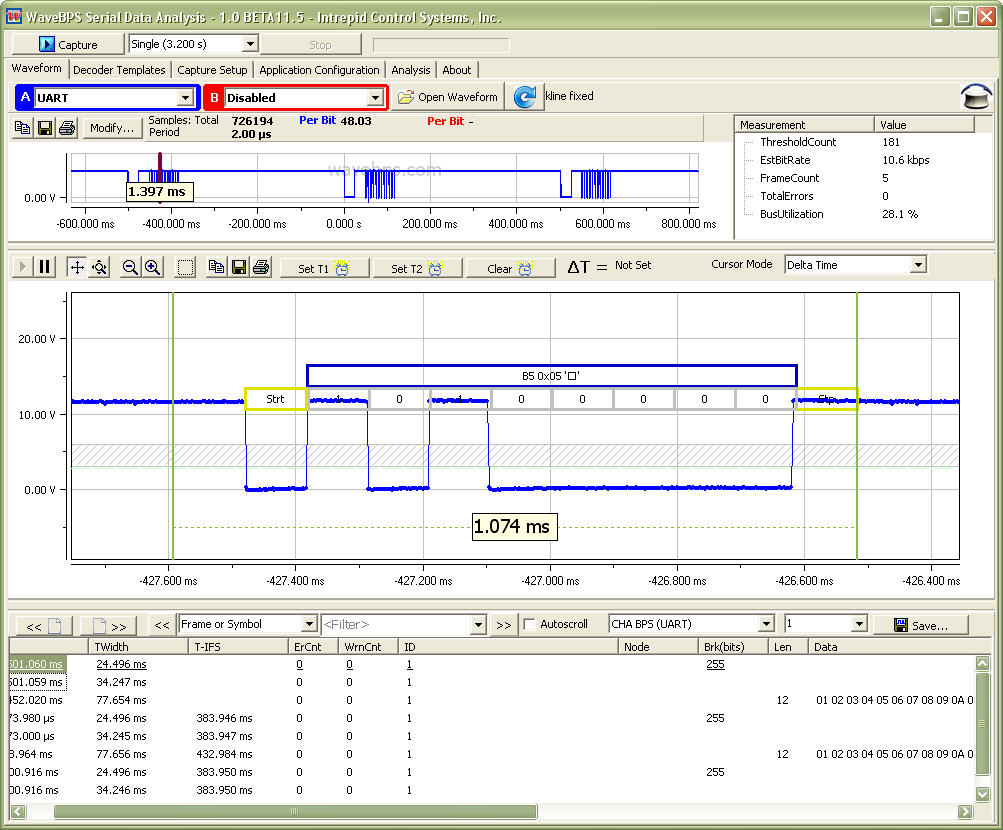 WaveBPS Serial Data Analysis - 1.0 BETA11.5 - Intrepid Control Systems, Inc.
Capture Single (3.200 s) Stop
Waveform Decoder Templates Capture Setup Application Configuration Analysis About
A UART B Disabled Open Waveform kline fixed
Modify... Samples: Total 726194 Per Bit 48.03 Per Bit -
Period 2.00 µs
Measurement Value
ThresholdCount 181
EstBitRate 10.6 kbps
FrameCount 5
TotalErrors 0
BusUtilization 28.1 %
wavebps.com
1.397 ms
0.00 V
-600.000 ms -400.000 ms -200.000 ms 0.000 s 200.000 ms 400.000 ms 600.000 ms 800.000 ms
Set T1 Set T2 Clear ΔT = Not Set Cursor Mode Delta Time
20.00 V
B5 0x05 '□'
Strt 1 0 1 0 0 0 0 0 Stp
10.00 V
0.00 V
1.074 ms
-427.600 ms -427.400 ms -427.200 ms -427.000 ms -426.800 ms -426.600 ms -426.400 ms
<< >> << Frame or Symbol <Filter> >> Autoscroll CHA BPS (UART) 1 Save...
TWidth T-IFS ErCnt WrnCnt ID Node Brk(bits) Len Data
501.060 ms 24.496 ms 0 0 1 255
501.059 ms 34.247 ms 0 0 1
452.020 ms 77.654 ms 0 0 1 12 01 02 03 04 05 06 07 08 09 0A 0
73.980 µs 24.496 ms 383.946 ms 0 0 1 255
73.000 µs 34.245 ms 383.947 ms 0 0 1
3.964 ms 77.656 ms 432.984 ms 0 0 1 12 01 02 03 04 05 06 07 08 09 0A 0
00.916 ms 24.496 ms 383.950 ms 0 0 1 255
00.916 ms 34.246 ms 383.950 ms 0 0 1